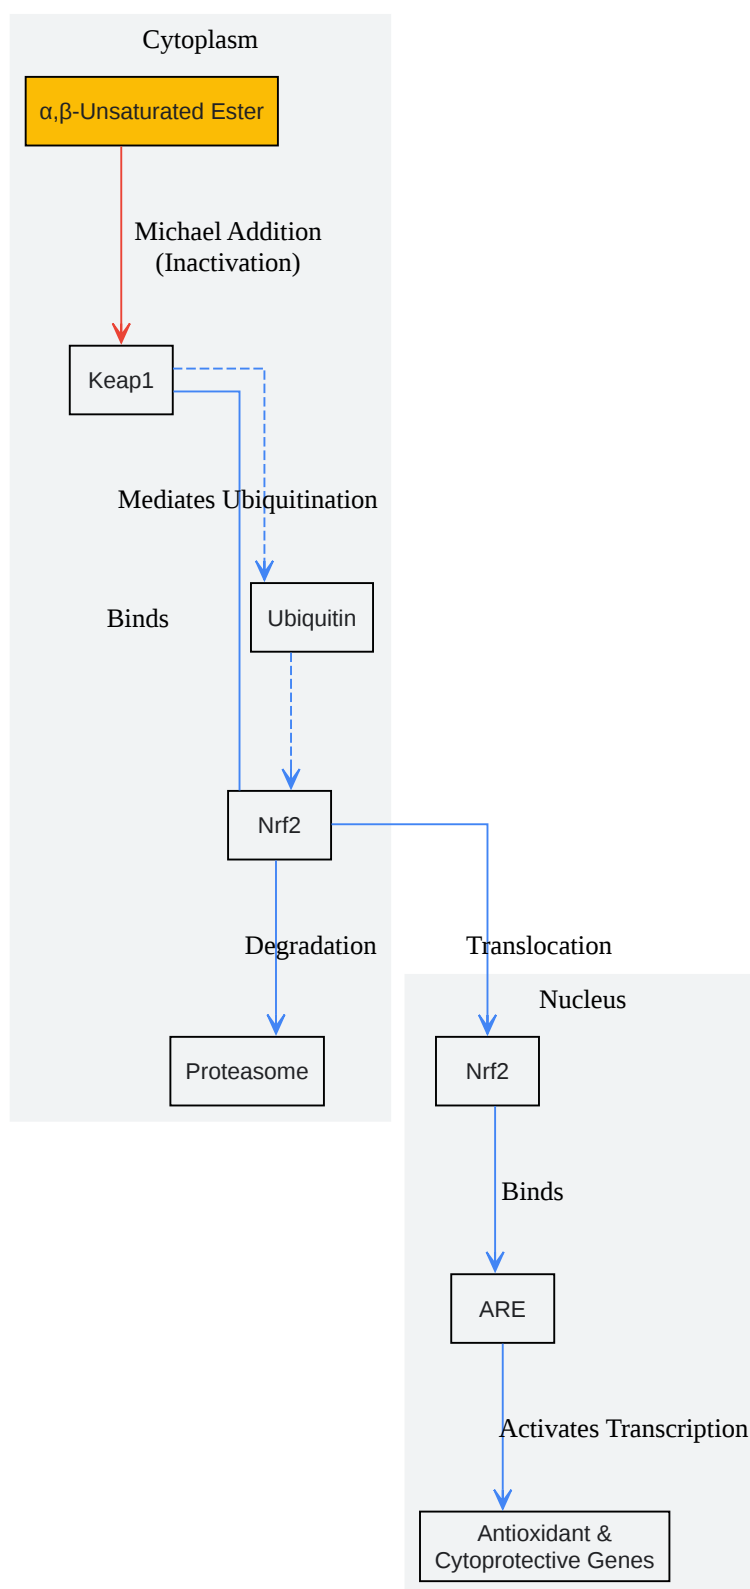 Cytoplasm
α,β-Unsaturated Ester
Michael Addition
(Inactivation)
Keap1
Mediates Ubiquitination
Binds
Ubiquitin
Nrf2
Degradation
Translocation
Nucleus
Proteasome
Nrf2
Binds
ARE
Activates Transcription
Antioxidant &
Cytoprotective Genes